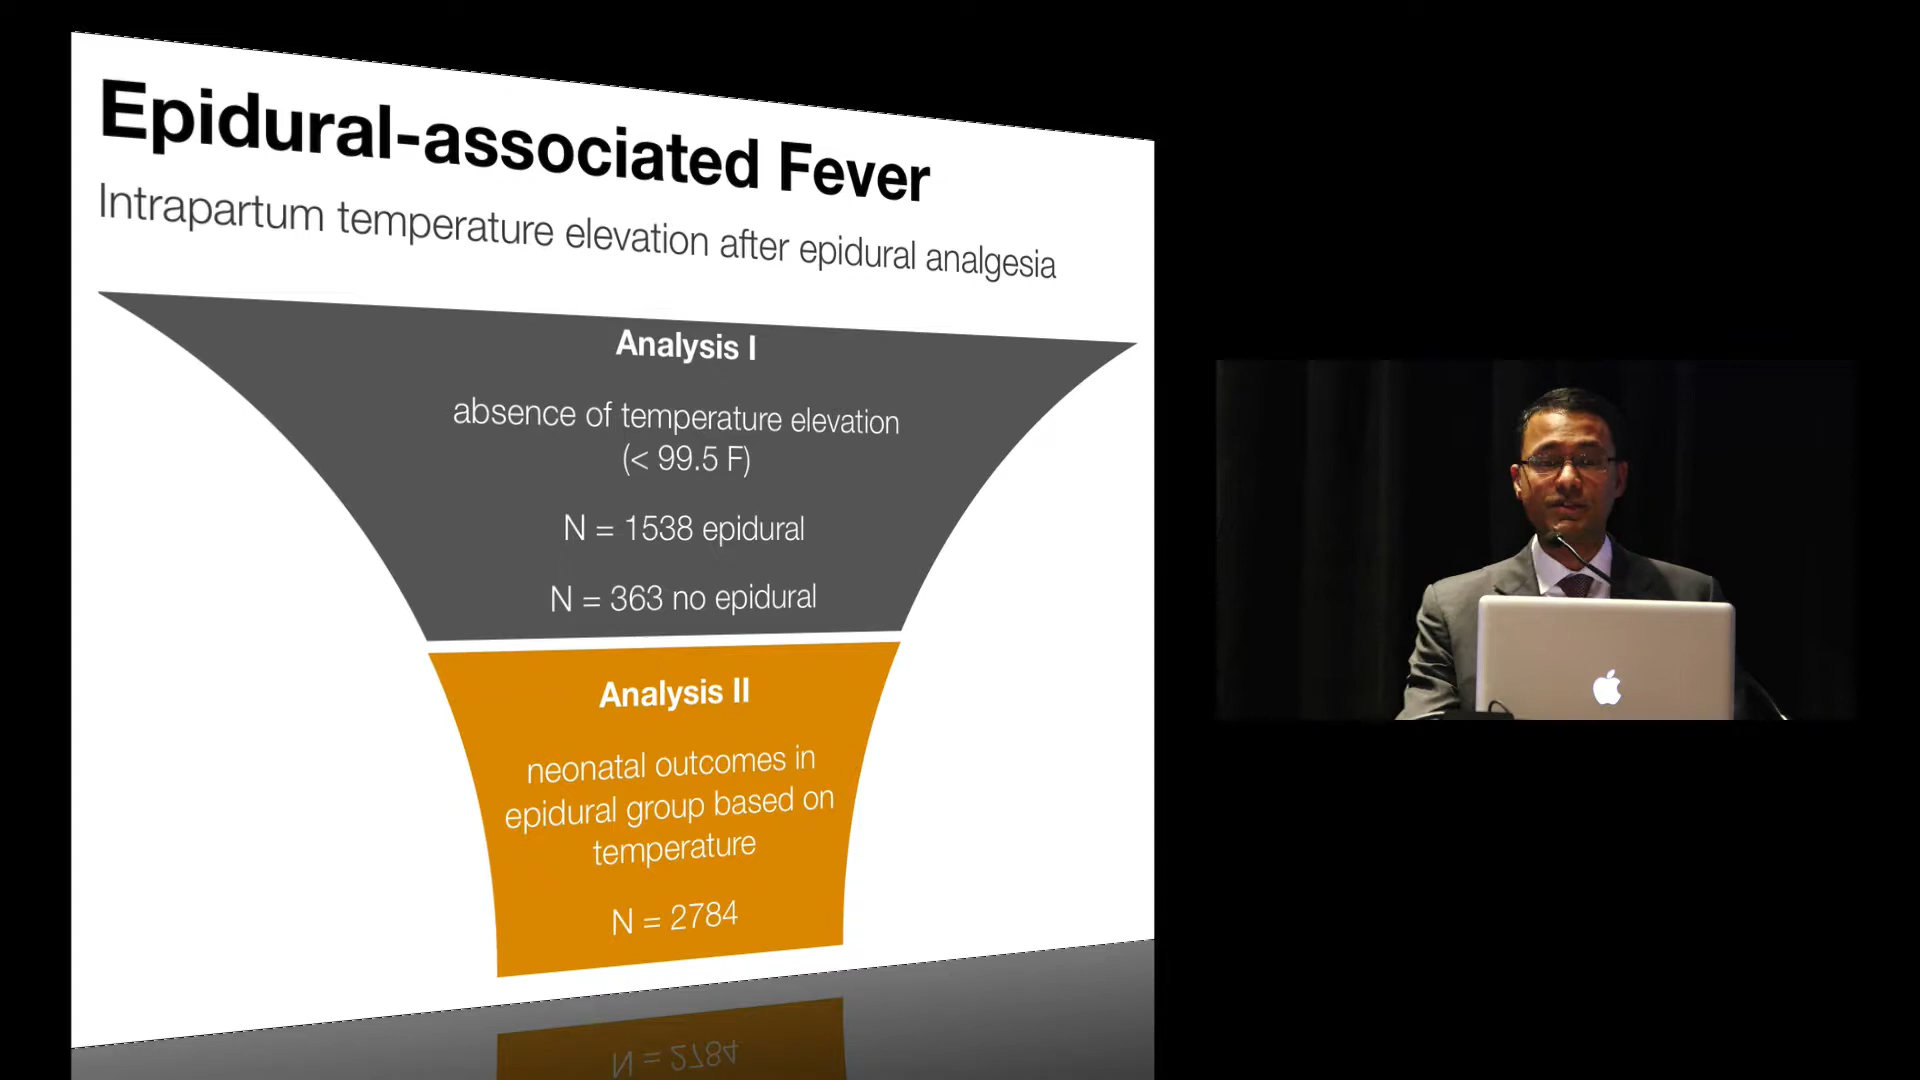 Epidural-associated Fever
Intrapartum temperature elevation after epidural analgesia
Analysis I
absence of temperature elevation
(< 99.5 F)
N = 1538 epidural
N = 363 no epidural
Analysis II
neonatal outcomes in
epidural group based on
temperature
N = 2784